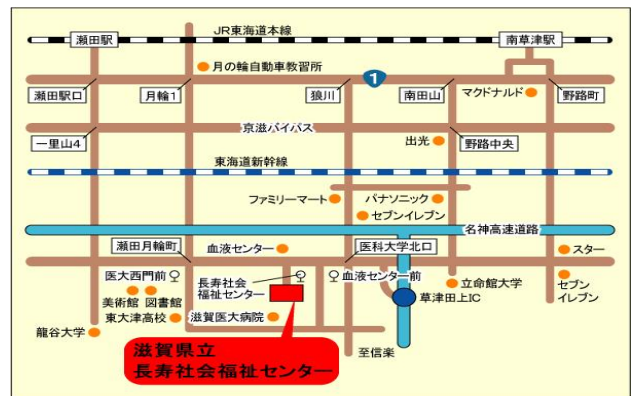 JR東海道本線
瀬田駅
南草津駅
月の輪自動車教習所
1
瀬田駅口
月輪1
狼川
南田山
マクドナルド
野路町
一里山4
京滋バイパス
出光
野路中央
東海道新幹線
ファミリーマート
パナソニック
セブンイレブン
名神高速道路
瀬田月輪町
血液センター
医科大学北口
スター
医大西門前
長寿社会
福祉センター
血液センター前
立命館大学
セブン
イレブン
美術館
図書館
草津田上IC
東大津高校
滋賀医大病院
龍谷大学
至信楽
滋賀県立
長寿社会福祉センター